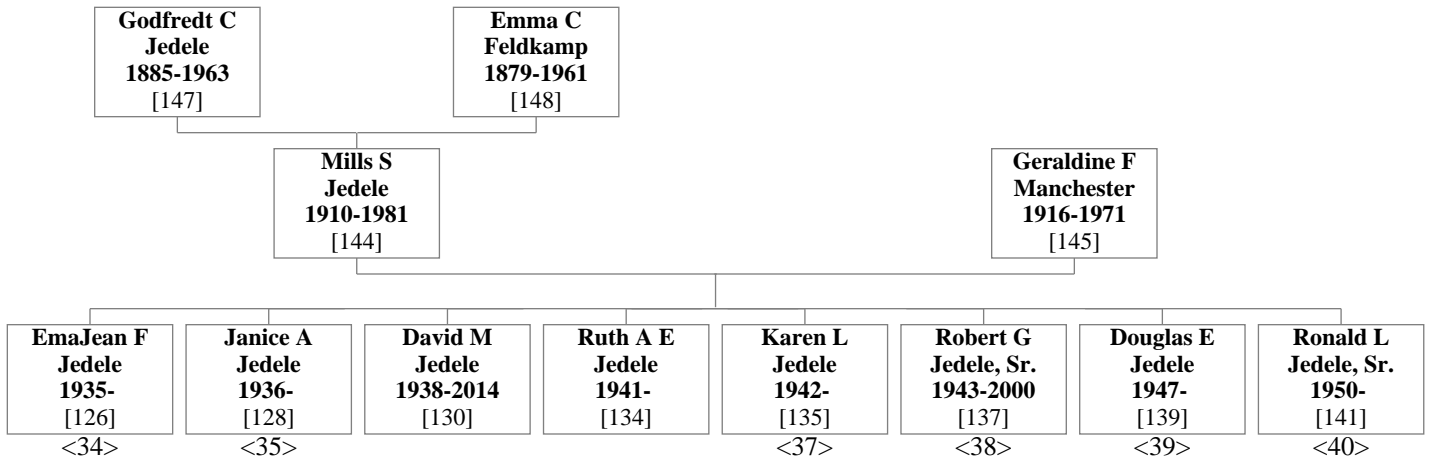 Godfredt C
Jedele
1885-1963
[147]
Emma C
Feldkamp
1879-1961
[148]
Mills S
Jedele
1910-1981
[144]
Geraldine F
Manchester
1916-1971
[145]
EmaJean F
Jedele
1935-
[126]
<34>
Janice A
Jedele
1936-
[128]
<35>
David M
Jedele
1938-2014
[130]
Ruth A E
Jedele
1941-
[134]
Karen L
Jedele
1942-
[135]
<37>
Robert G
Jedele, Sr.
1943-2000
[137]
<38>
Douglas E
Jedele
1947-
[139]
<39>
Ronald L
Jedele, Sr.
1950-
[141]
<40>